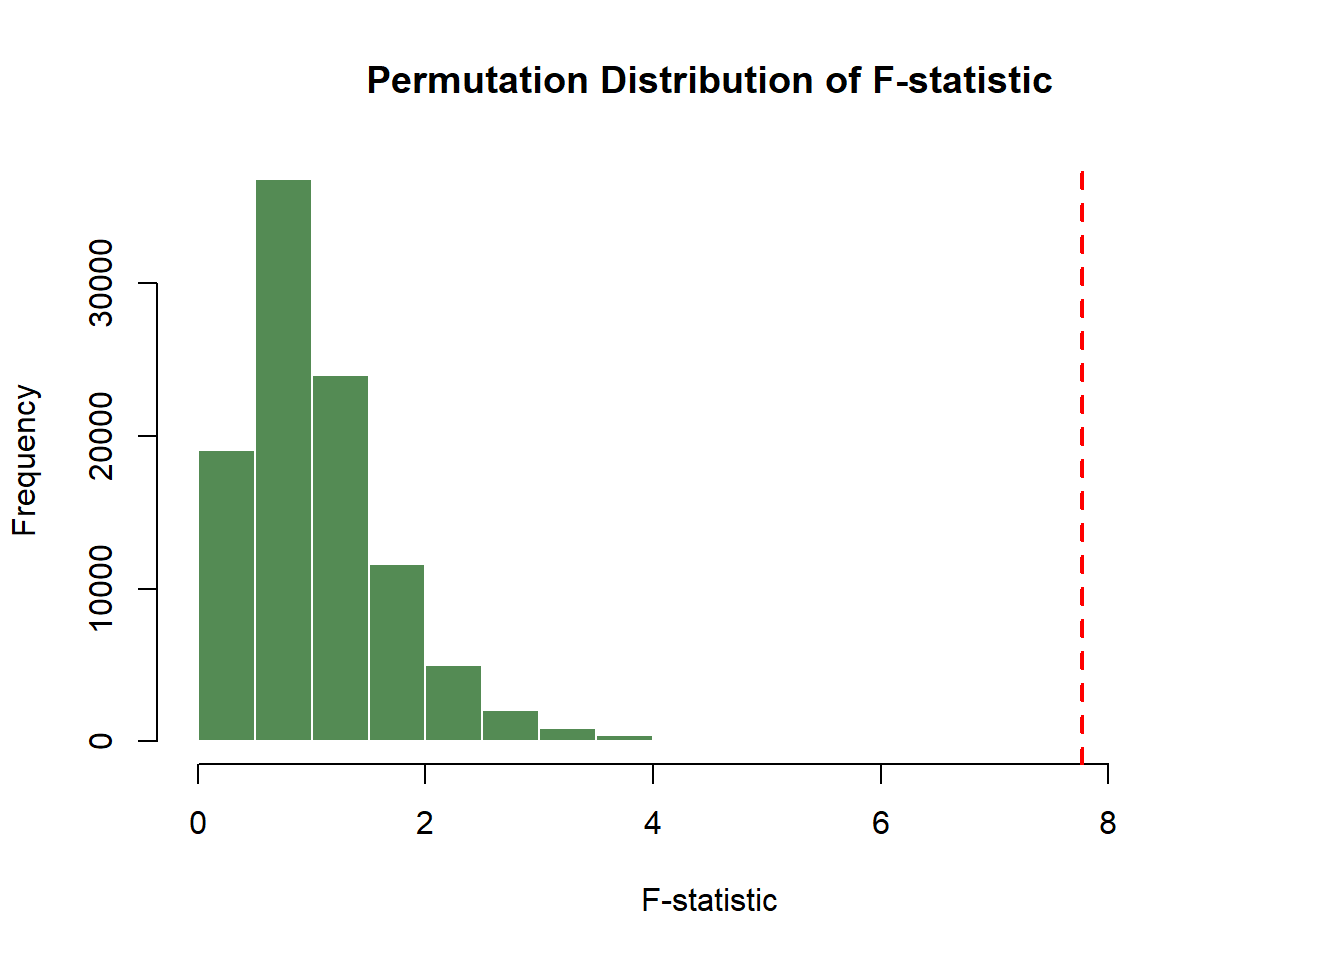 Permutation Distribution of F-statistic
Frequency
30000
20000
10000
0
0 2 4 6 8
F-statistic